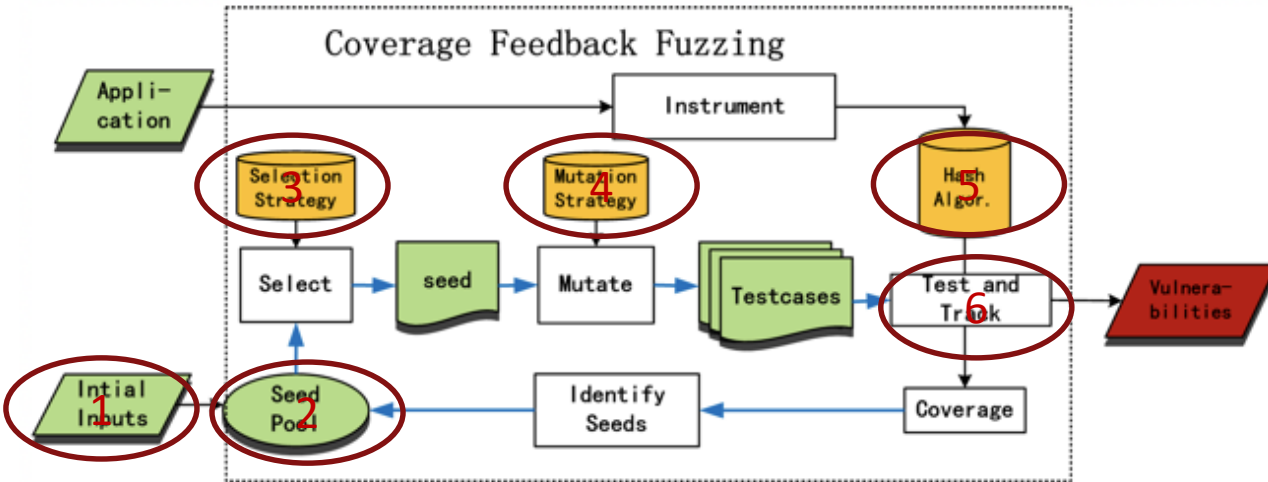 Coverage Feedback Fuzzing
Appli-
cation
Instrument
Selection
Strategy
3
Mutation
Strategy
4
Hash
Algor.
5
Select
seed
Mutate
Testcases
Test and
Track
6
Vulnera-
bilities
Intial
Inputs
1
Seed
Pool
2
Identify
Seeds
Coverage